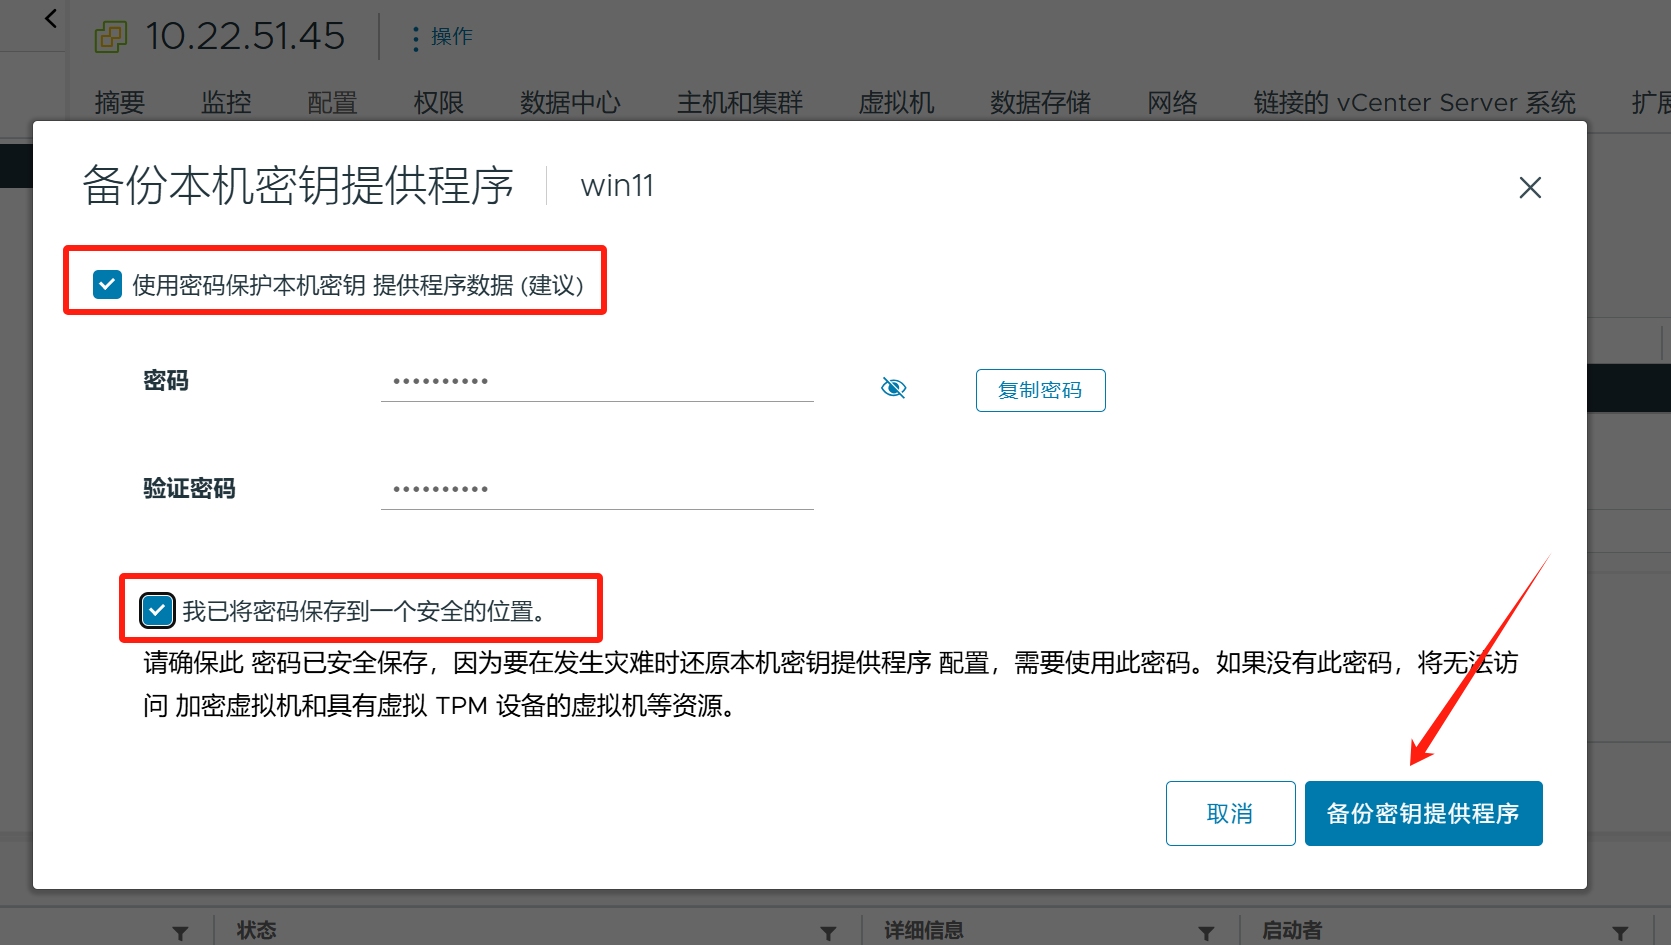 10.22.51.45
操作
摘要 监控 配置 权限 数据中心 主机和集群 虚拟机 数据存储 网络 链接的 vCenter Server 系统 扩展
备份本机密钥提供程序 win11
使用密码保护本机密钥 提供程序数据 (建议)
密码 ••••••••••
复制密码
验证密码 ••••••••••
我已将密码保存到一个安全的位置。
请确保此 密码已安全保存，因为要在发生灾难时还原本机密钥提供程序 配置，需要使用此密码。如果没有此密码，将无法访
问 加密虚拟机和具有虚拟 TPM 设备的虚拟机等资源。
取消 备份密钥提供程序
状态 详细信息 启动者